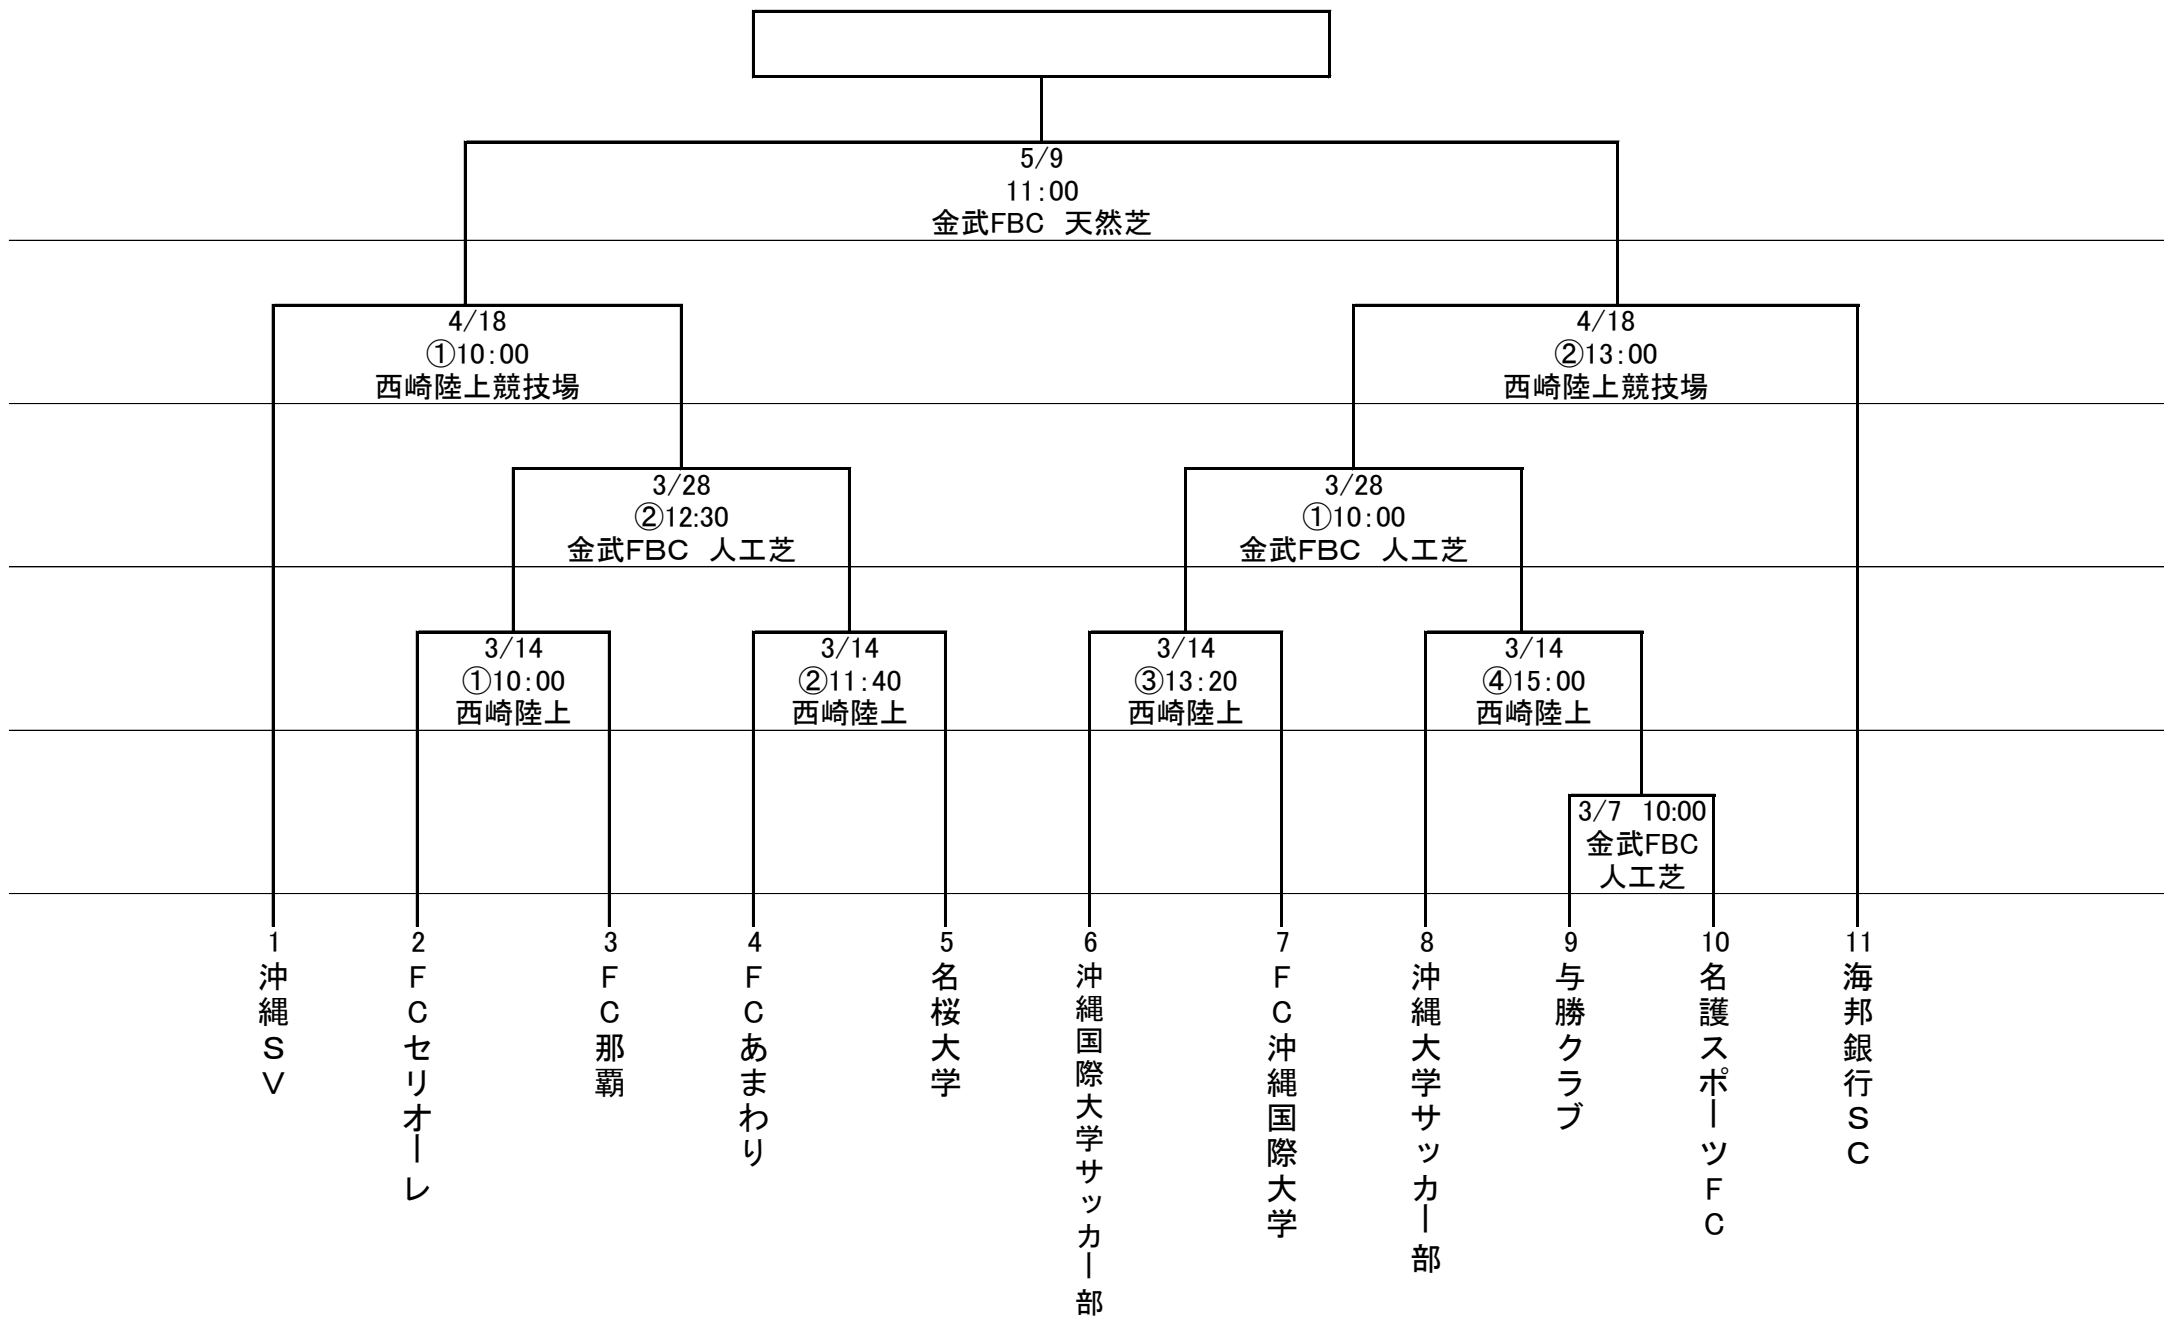 5/9
11:00
金武FBC　天然芝
4/18
①10:00
西崎陸上競技場
4/18
②13:00
西崎陸上競技場
3/28
②12:30
金武FBC　人工芝
3/28
①10:00
金武FBC　人工芝
3/14
①10:00
西崎陸上
3/14
②11:40
西崎陸上
3/14
③13:20
西崎陸上
3/14
④15:00
西崎陸上
3/7　10:00
金武FBC
人工芝
1
沖縄SV
2
FCセリオーレ
3
FC那覇
4
FCあまわり
5
名桜大学
6
沖縄国際大学サッカー部
7
FC沖縄国際大学
8
沖縄大学サッカー部
9
与勝クラブ
10
名護スポーツFC
11
海邦銀行SC